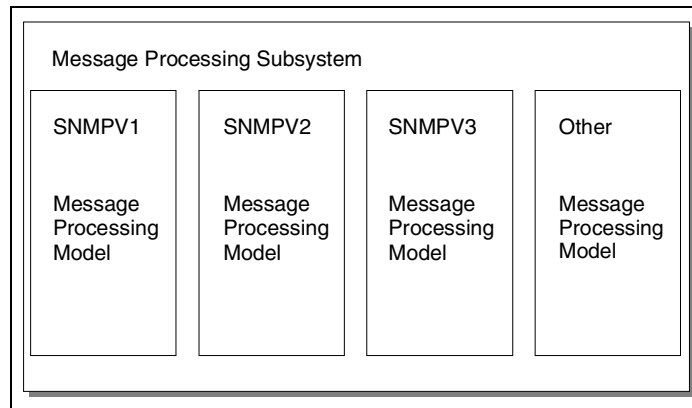 Message Processing Subsystem
SNMPV1
Message
Processing
Model
SNMPV2
Message
Processing
Model
SNMPV3
Message
Processing
Model
Other
Message
Processing
Model